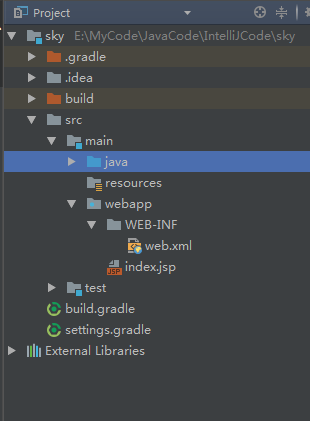 Project
sky E:\MyCode\JavaCode\IntelliJCode\sky
.gradle
.idea
build
src
main
java
resources
webapp
WEB-INF
web.xml
index.jsp
test
build.gradle
settings.gradle
External Libraries